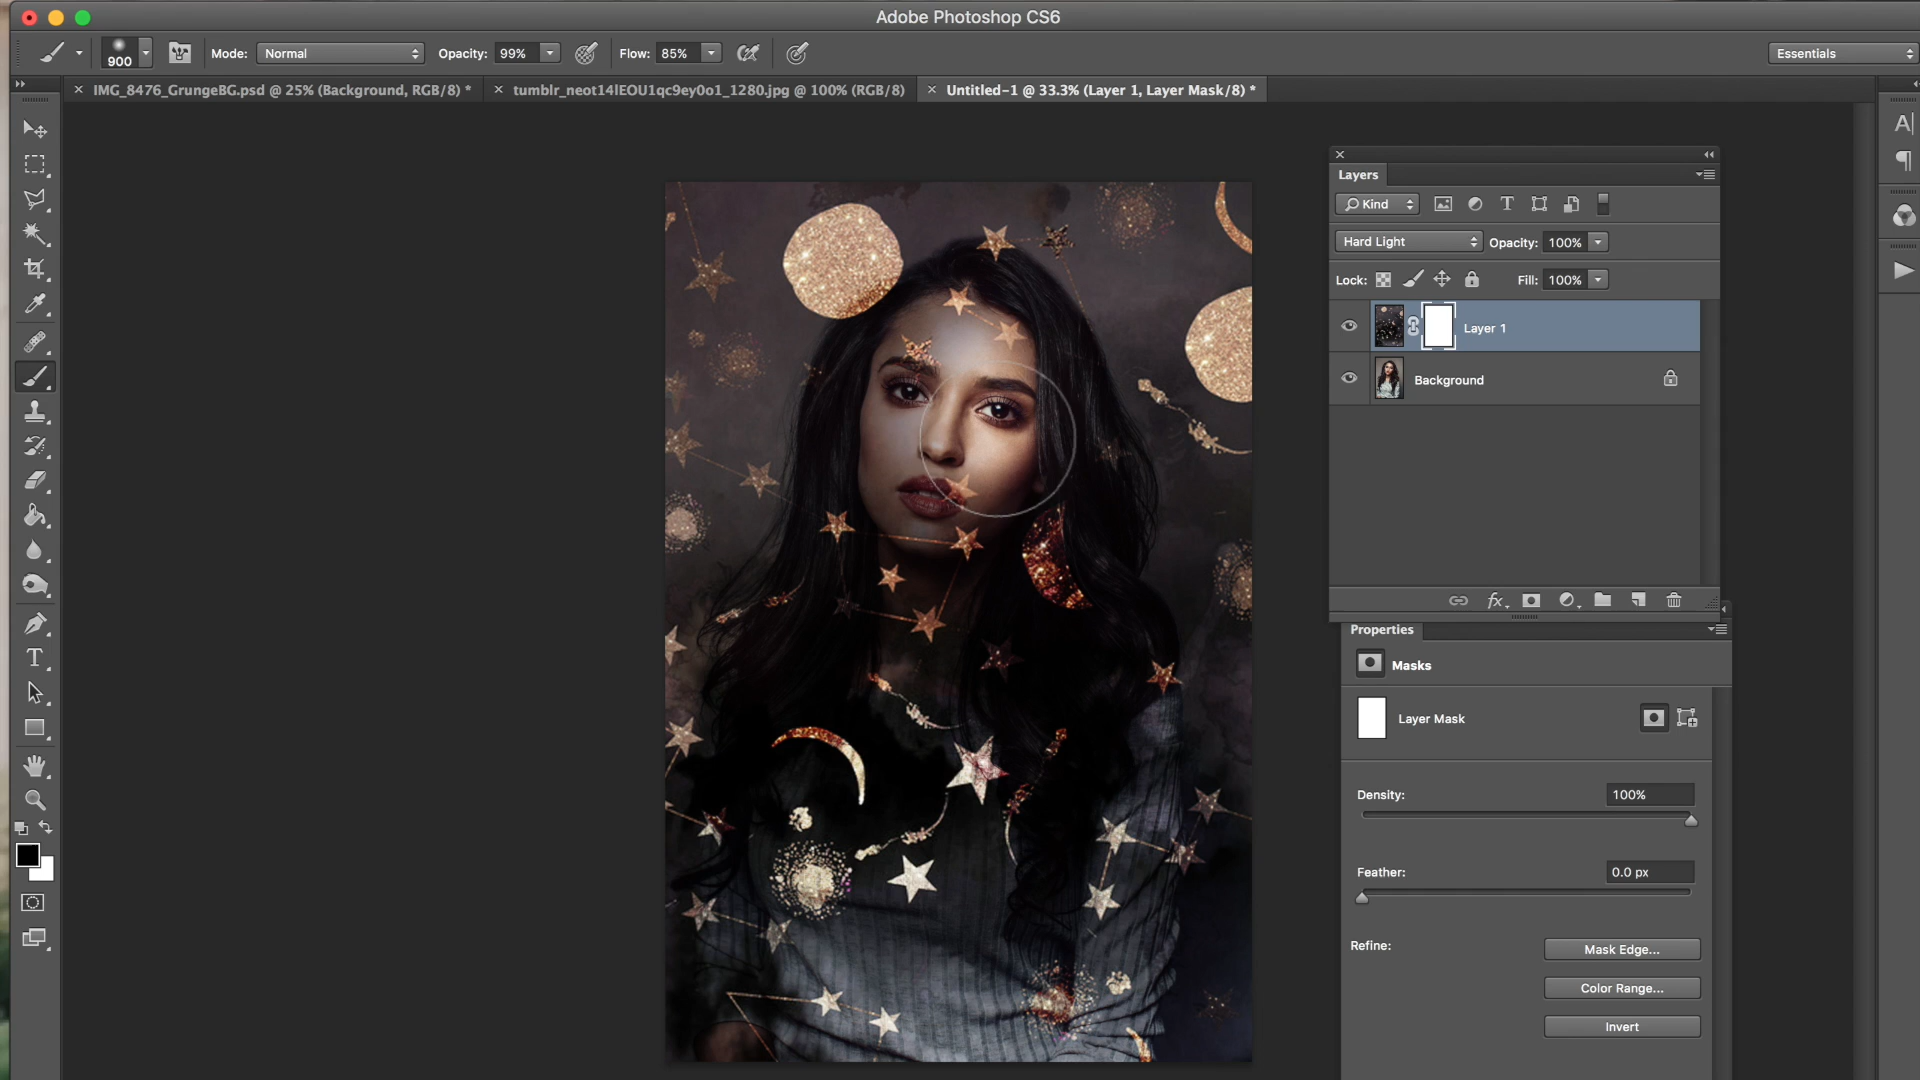 Adobe Photoshop CS6
900
Mode: Normal Opacity: 99% Flow: 85% Essentials
IMG_8476_GrungeBG.psd @ 25% (Background, RGB/8) *
tumblr_neot14lEOU1qc9ey0o1_1280.jpg @ 100% (RGB/8)
Untitled-1 @ 33.3% (Layer 1, Layer Mask/8) *
Layers
Kind
Hard Light Opacity: 100%
Lock: Fill: 100%
Layer 1
Background
fx
Properties
Masks
Layer Mask
Density: 100%
Feather: 0.0 px
Refine: Mask Edge...
Color Range...
Invert